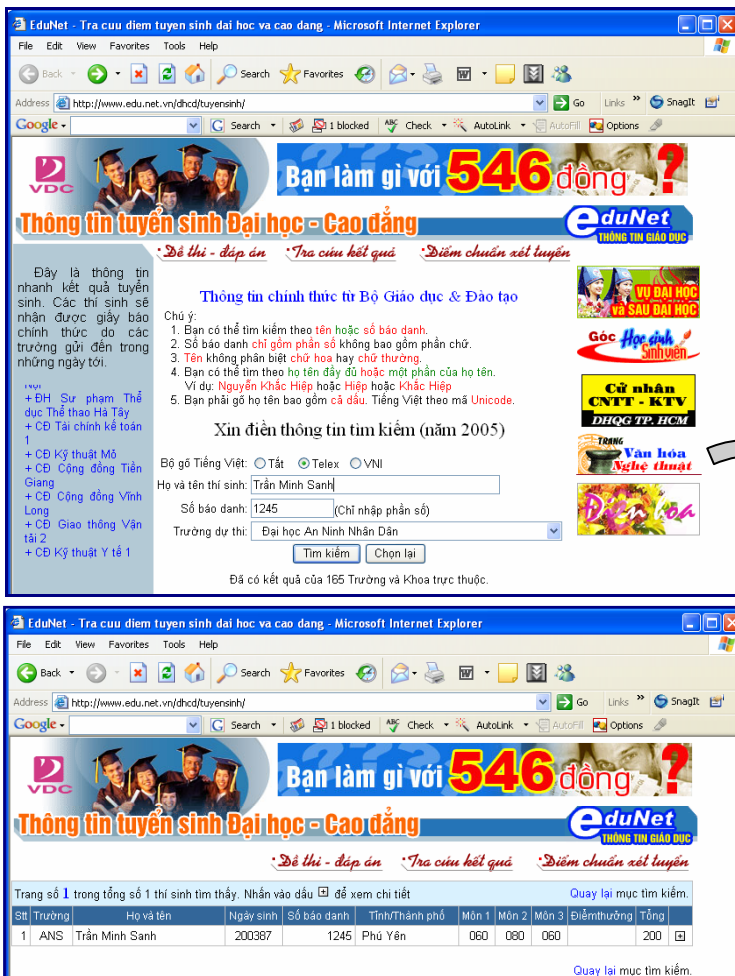 EduNet - Tra cuu diem tuyen sinh dai hoc va cao dang - Microsoft Internet Explorer
File Edit View Favorites Tools Help
Back Search Favorites
Address http://www.edu.net.vn/dhcd/tuyensinh/ Go Links » SnagIt
Google Search 1 blocked ABC Check AutoLink AutoFill Options
VDC
Bạn làm gì với 546 đồng ?
Thông tin tuyển sinh Đại học - Cao đẳng
eduNet
THÔNG TIN GIÁO DỤC
Đề thi - đáp án Tra cứu kết quả Điểm chuẩn xét tuyển
Đây là thông tin
nhanh kết quả tuyển
sinh. Các thí sinh sẽ
nhận được giấy báo
chính thức do các
trường gửi đến trong
những ngày tới.
+ ĐH Sư phạm Thể
dục Thể thao Hà Tây
+ CĐ Tài chính kế toán
1
+ CĐ Kỹ thuật Mỏ
+ CĐ Cộng đồng Tiền
Giang
+ CĐ Cộng đồng Vĩnh
Long
+ CĐ Giao thông Vận
tải 2
+ CĐ Kỹ thuật Y tế 1
Thông tin chính thức từ Bộ Giáo dục & Đào tạo
Chú ý:
1. Bạn có thể tìm kiếm theo tên hoặc số báo danh.
2. Số báo danh chỉ gồm phần số không bao gồm phần chữ.
3. Tên không phân biệt chữ hoa hay chữ thường.
4. Bạn có thể tìm theo họ tên đầy đủ hoặc một phần của họ tên.
Ví dụ: Nguyễn Khắc Hiệp hoặc Hiệp hoặc Khắc Hiệp
5. Bạn phải gõ họ tên bao gồm cả dấu. Tiếng Việt theo mã Unicode.
Xin điền thông tin tìm kiếm (năm 2005)
Bộ gõ Tiếng Việt: Tắt Telex VNI
Họ và tên thí sinh: Trần Minh Sanh
Số báo danh: 1245 (Chỉ nhập phần số)
Trường dự thi: Đại học An Ninh Nhân Dân
Tìm kiếm Chọn lại
Đã có kết quả của 165 Trường và Khoa trực thuộc.
VỤ ĐẠI HỌC
và SAU ĐẠI HỌC
Góc Học sinh
Sinh viên
Cử nhân
CNTT - KTV
ĐHQG TP. HCM
TRANG
Văn hóa
Nghệ thuật
EduNet - Tra cuu diem tuyen sinh dai hoc va cao dang - Microsoft Internet Explorer
File Edit View Favorites Tools Help
Back Search Favorites
Address http://www.edu.net.vn/dhcd/tuyensinh/ Go Links » SnagIt
Google Search 1 blocked ABC Check AutoLink AutoFill Options
VDC
Bạn làm gì với 546 đồng ?
Thông tin tuyển sinh Đại học - Cao đẳng
eduNet
THÔNG TIN GIÁO DỤC
Đề thi - đáp án Tra cứu kết quả Điểm chuẩn xét tuyển
Trang số 1 trong tổng số 1 thí sinh tìm thấy. Nhấn vào dấu + để xem chi tiết Quay lại mục tìm kiếm.
Stt Trường Họ và tên Ngày sinh Số báo danh Tỉnh/Thành phố Môn 1 Môn 2 Môn 3 Điểmthưởng Tổng
1 ANS Trần Minh Sanh 200387 1245 Phú Yên 060 080 060 200 +
Quay lại mục tìm kiếm.